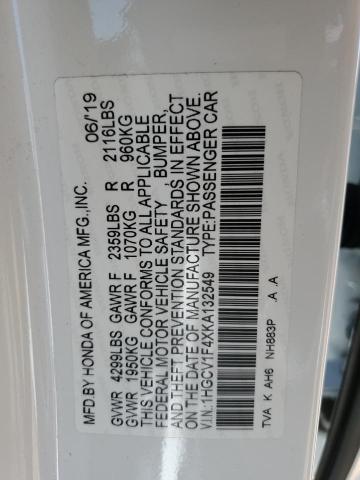 MFD.BY HONDA OF AMERICA MFG.,INC. 06/'19
GVWR 4299LBS GAWR F 2359LBS R 2116LBS
GVWR 1950KG GAWR F 1070KG R 960KG
THIS VEHICLE CONFORMS TO ALL APPLICABLE
FEDERAL MOTOR VEHICLE SAFETY, BUMPER,
AND THEFT PREVENTION STANDARDS IN EFFECT
ON THE DATE OF MANUFACTURE SHOWN ABOVE.
V.I.N.:1HGCV1F4XKA132549 TYPE:PASSENGER CAR
TVA K AH6 NH883P .A .A